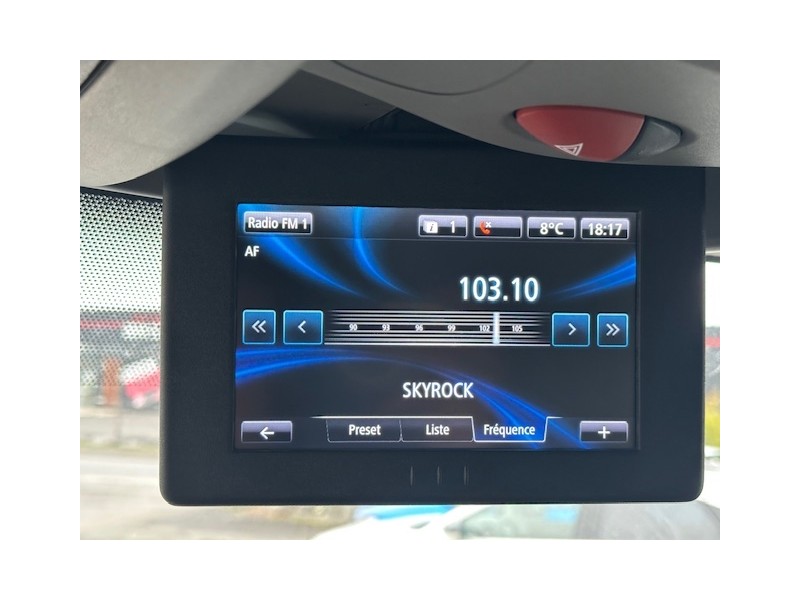 Radio FM 1
i 1
8°C
18:17
AF
103.10
90 93 96 99 102 105
SKYROCK
Preset
Liste
Fréquence